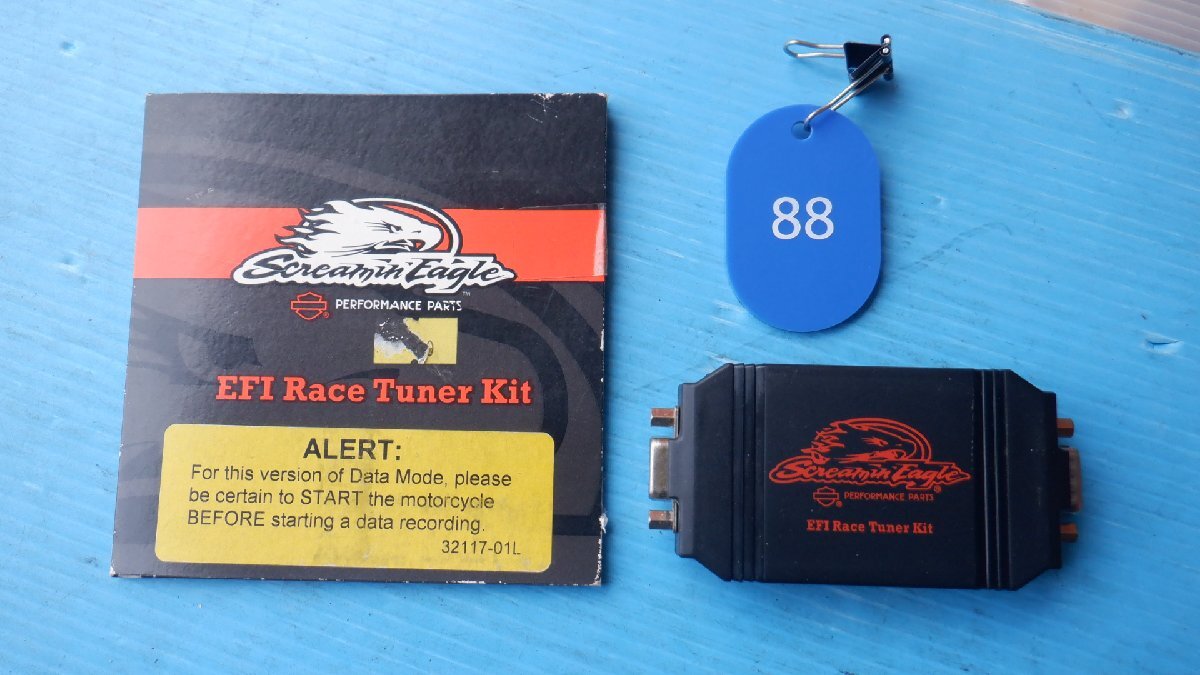 Screamin' Eagle™
® PERFORMANCE PARTS
EFI Race Tuner Kit
ALERT:
For this version of Data Mode, please
be certain to START the motorcycle
BEFORE starting a data recording.
32117-01L
88
Screamin' Eagle®
® PERFORMANCE PARTS
EFI Race Tuner Kit